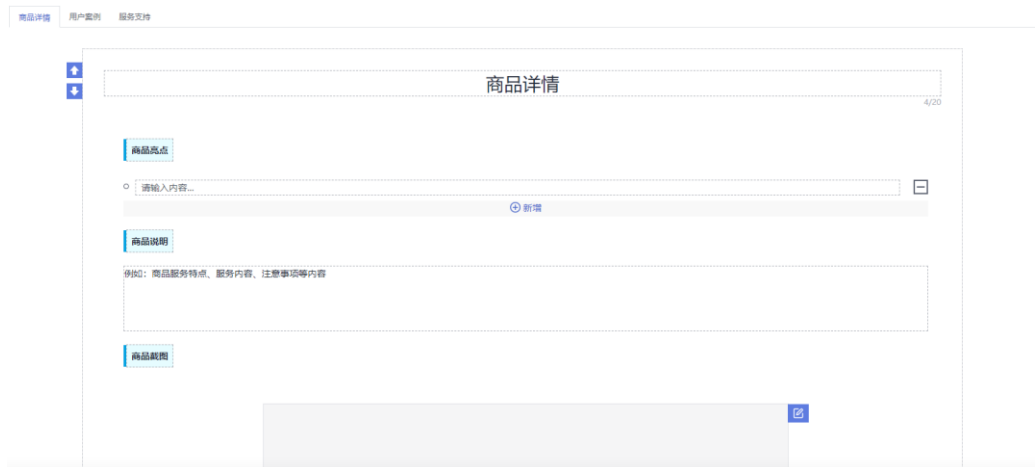 商品详情 用户案例 服务支持
商品详情
4/20
商品亮点
请输入内容...
新增
商品说明
例如：商品服务特点、服务内容、注意事项等内容
商品截图